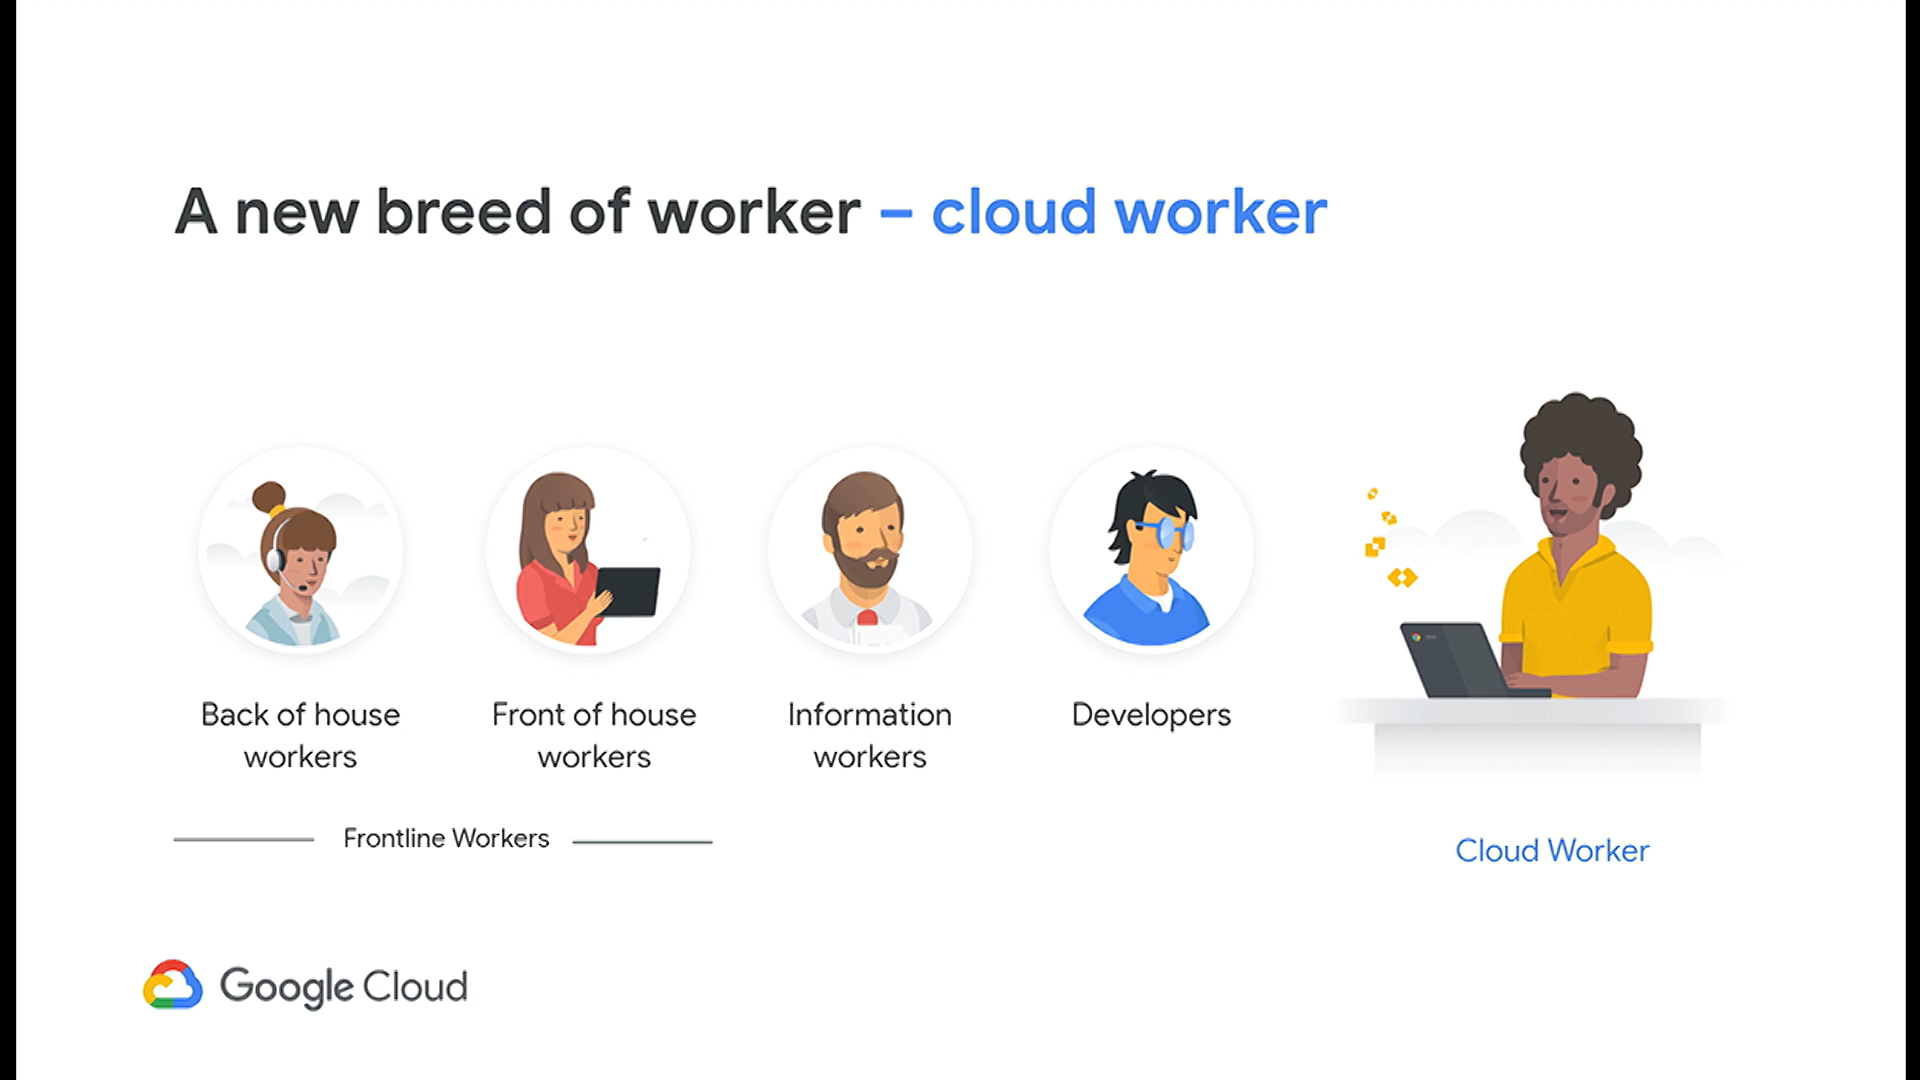 A new breed of worker – cloud worker
Back of house
workers
Front of house
workers
Information
workers
Developers
Frontline Workers
Cloud Worker
Google Cloud